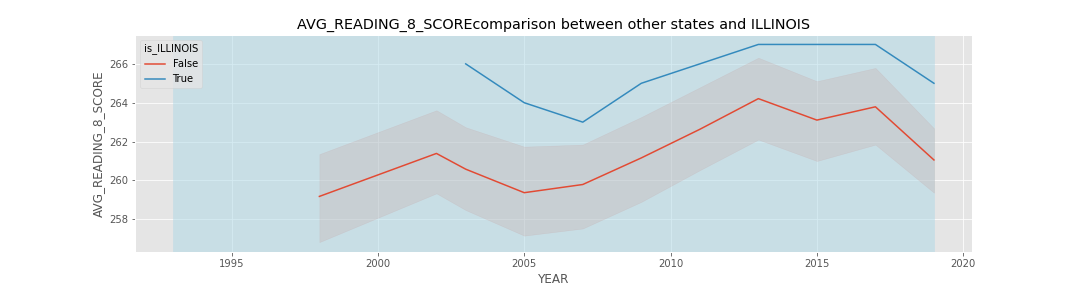 AVG_READING_8_SCOREcomparison between other states and ILLINOIS
is_ILLINOIS
False
True
AVG_READING_8_SCORE
266
264
262
260
258
1995 2000 2005 2010 2015 2020
YEAR